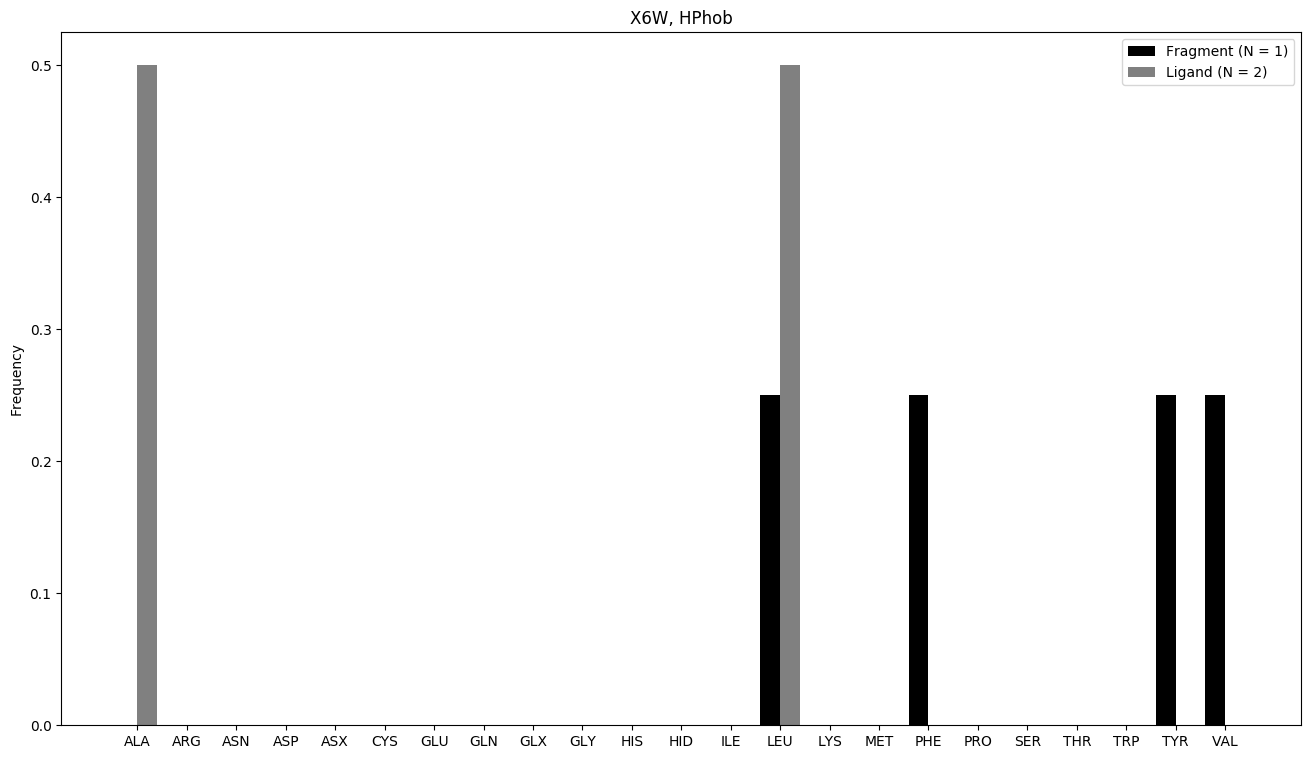 X6W, HPhob
Fragment (N = 1)
Ligand (N = 2)
Frequency
0.5
0.4
0.3
0.2
0.1
0.0
ALA ARG ASN ASP ASX CYS GLU GLN GLX GLY HIS HID ILE LEU LYS MET PHE PRO SER THR TRP TYR VAL